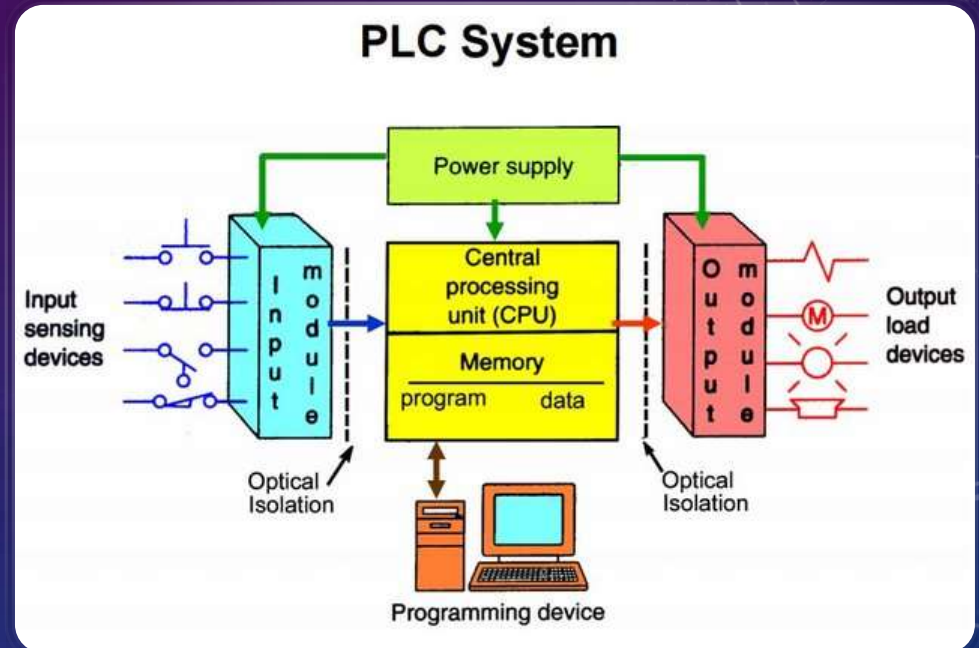 PLC System
Power supply
Input
sensing
devices
Input
module
Central
processing
unit (CPU)
Memory
program data
Output
module
M
Output
load
devices
Optical
Isolation
Optical
Isolation
Programming device